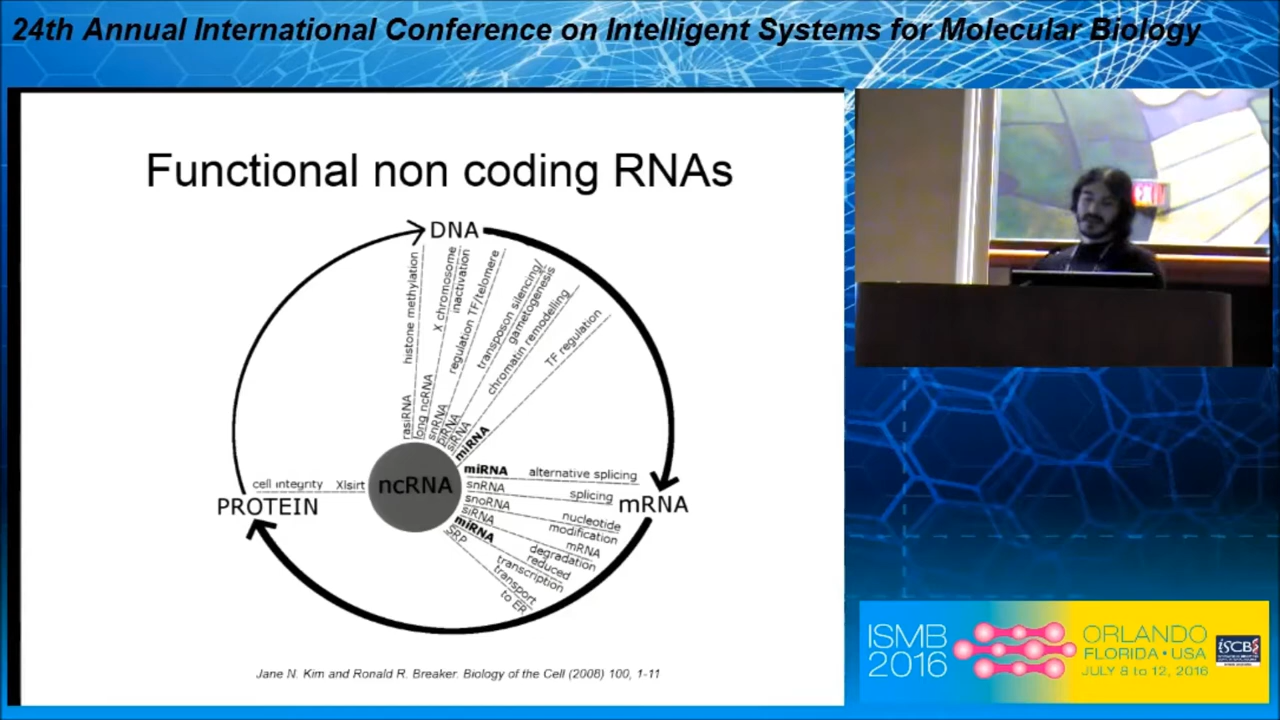 24th Annual International Conference on Intelligent Systems for Molecular Biology
Functional non coding RNAs
DNA
histone methylation
X chromosome
inactivation
regulation TF/telomere
transposon silencing/
gametogenesis
chromatin remodelling
TF regulation
rasiRNA
long ncRNA
snRNA
piRNA
siRNA
miRNA
ncRNA
cell integrity Xlsirt
PROTEIN
miRNA alternative splicing
snRNA splicing
snoRNA nucleotide
modification
siRNA mRNA
degradation
miRNA reduced
transcription
SRP transport
to ER
mRNA
Jane N. Kim and Ronald R. Breaker. Biology of the Cell (2008) 100, 1-11
EXIT
ISMB
2016
ORLANDO
FLORIDA • USA
JULY 8 to 12, 2016
ISCB